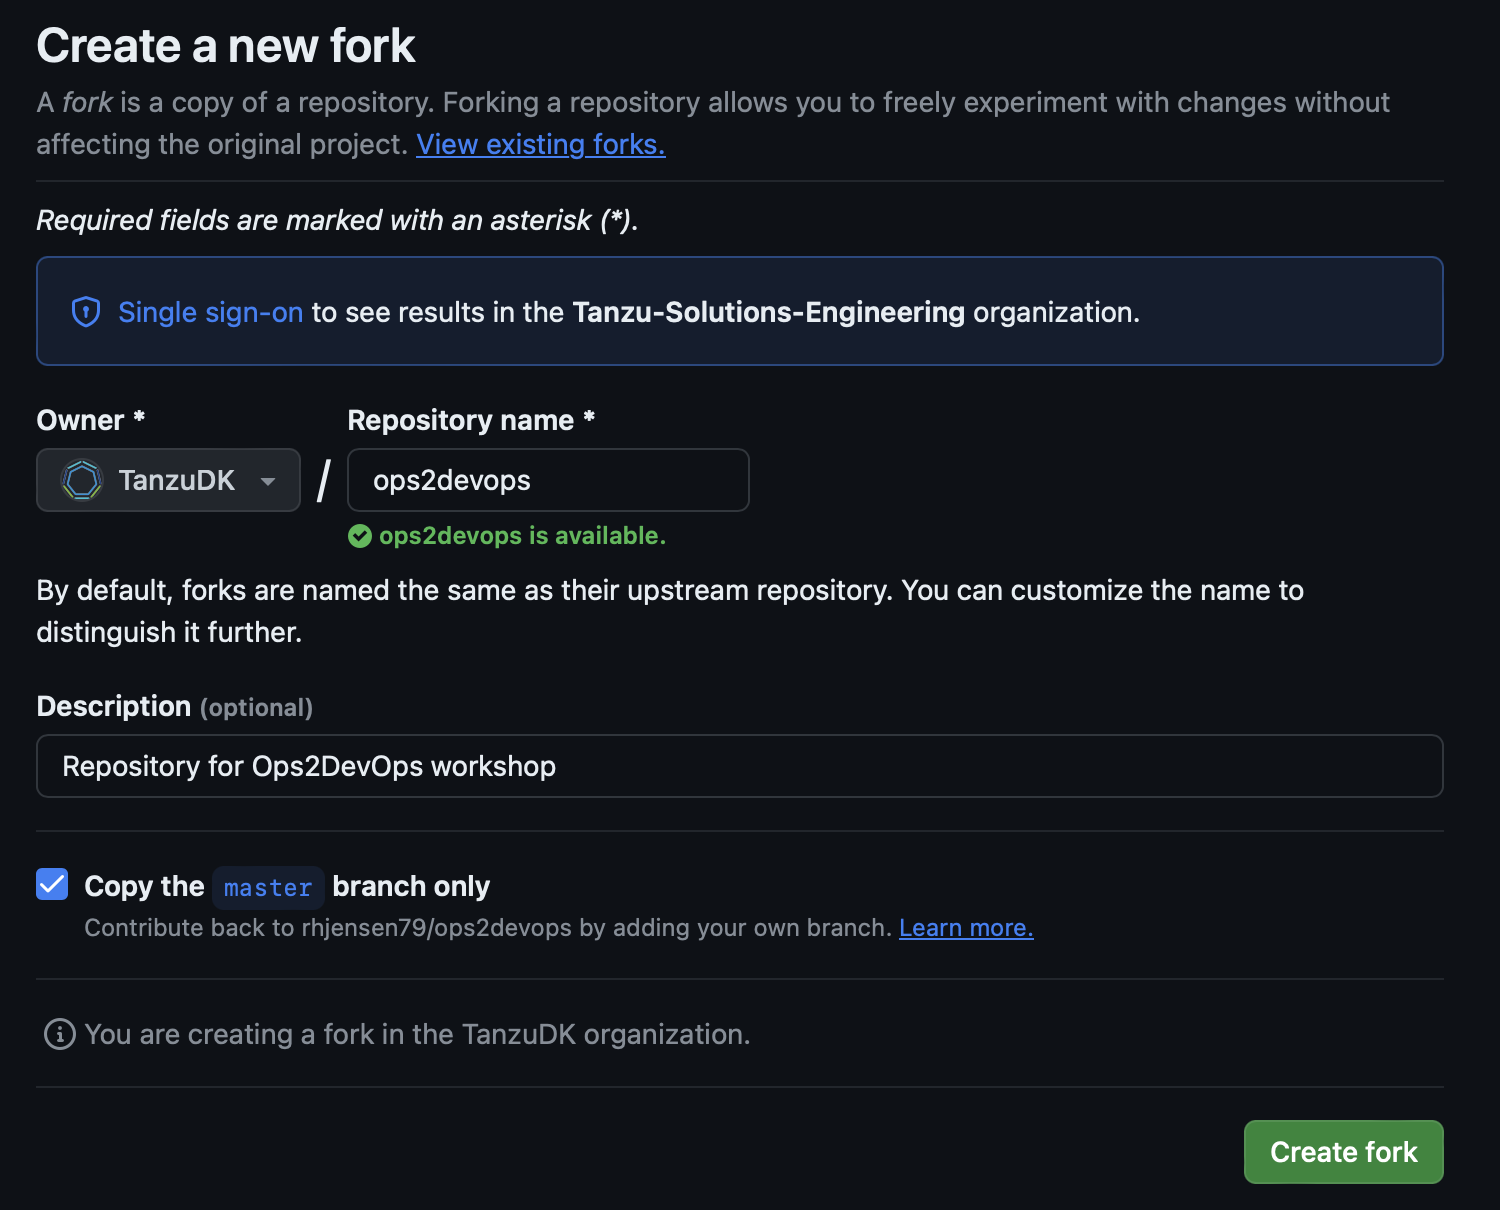 Create a new fork
A fork is a copy of a repository. Forking a repository allows you to freely experiment with changes without
affecting the original project. View existing forks.
Required fields are marked with an asterisk (*).
Single sign-on to see results in the Tanzu-Solutions-Engineering organization.
Owner * Repository name *
TanzuDK / ops2devops
ops2devops is available.
By default, forks are named the same as their upstream repository. You can customize the name to
distinguish it further.
Description (optional)
Repository for Ops2DevOps workshop
Copy the master branch only
Contribute back to rhjensen79/ops2devops by adding your own branch. Learn more.
You are creating a fork in the TanzuDK organization.
Create fork